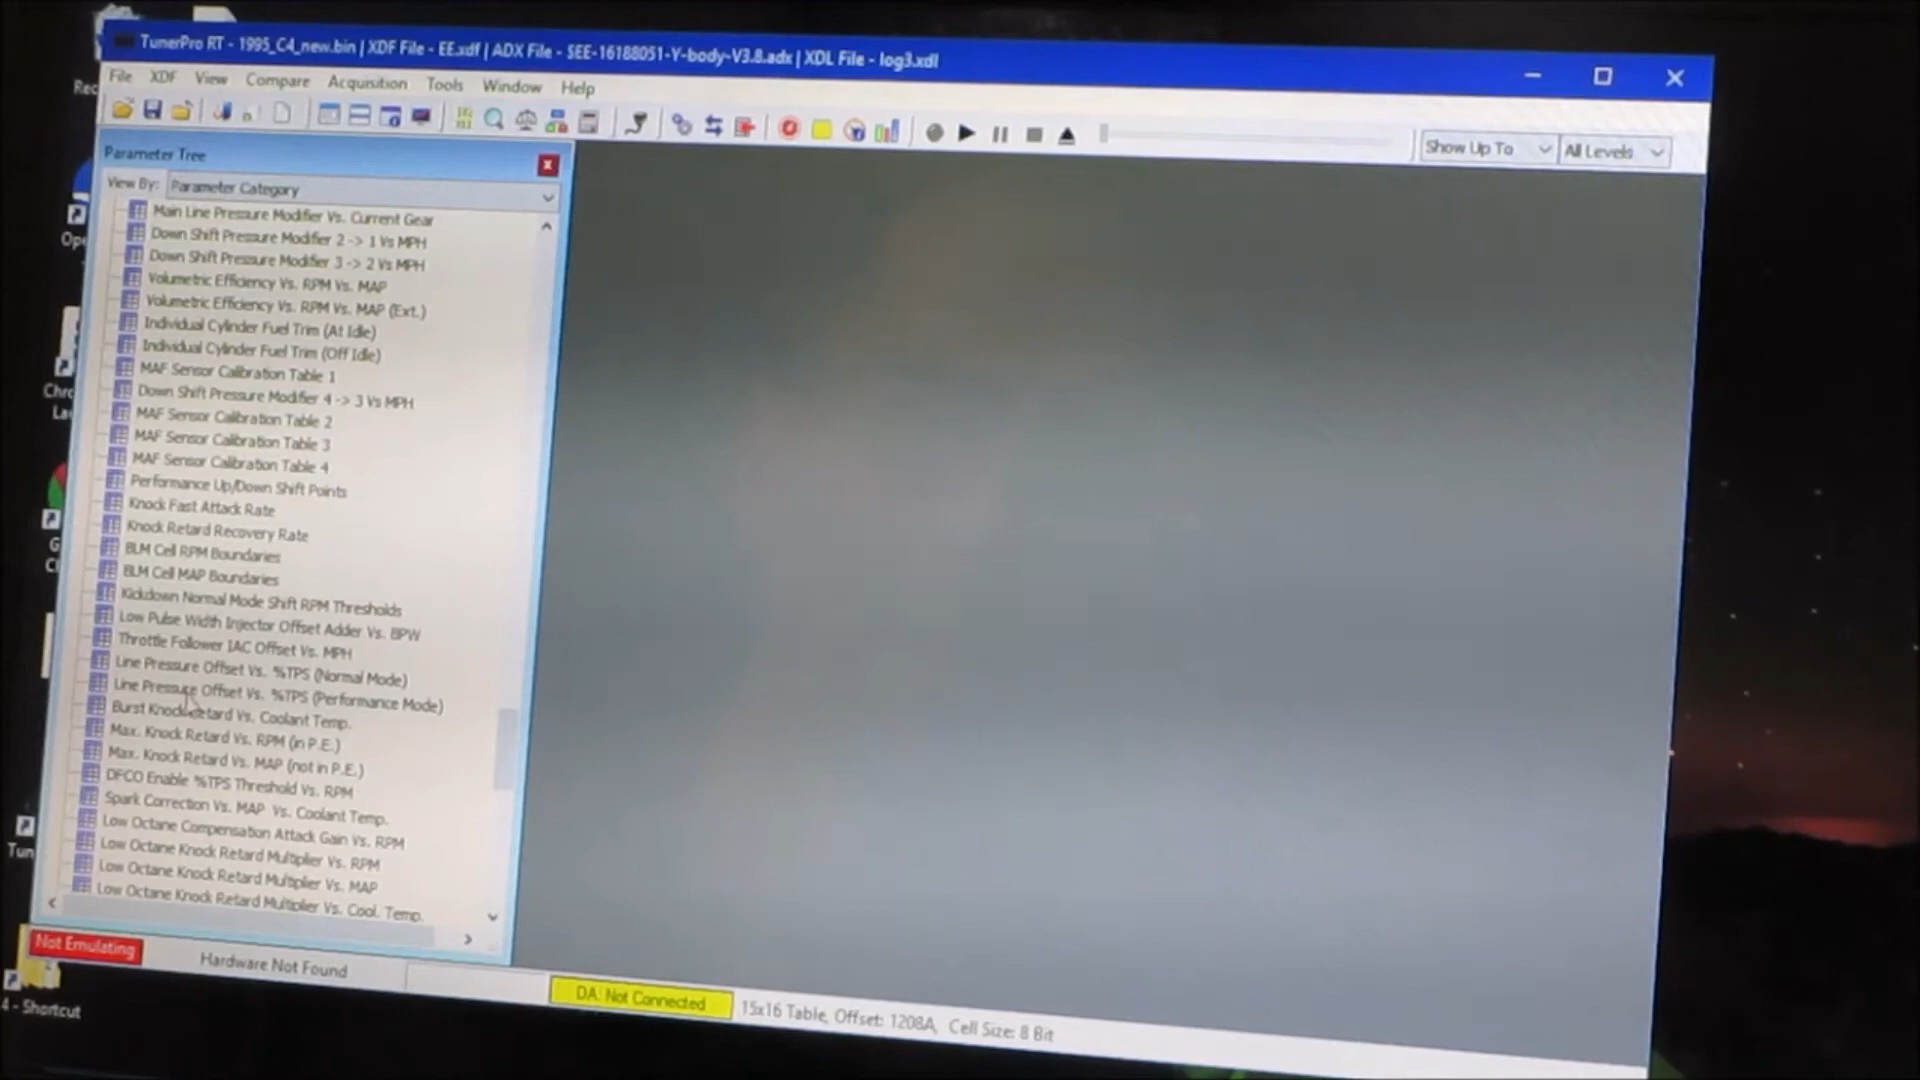 TunerPro RT - 1995_C4_new.bin | XDF File - EE.xdf | ADX File - $EE-16188051-Y-body-V3.8.adx | XDL File - log3.xdl
File XDF View Compare Acquisition Tools Window Help
Show Up To All Levels
Parameter Tree
View By: Parameter Category
Main Line Pressure Modifier Vs. Current Gear
Down Shift Pressure Modifier 2 -> 1 Vs MPH
Down Shift Pressure Modifier 3 -> 2 Vs MPH
Volumetric Efficiency Vs. RPM Vs. MAP
Volumetric Efficiency Vs. RPM Vs. MAP (Ext.)
Individual Cylinder Fuel Trim (At Idle)
Individual Cylinder Fuel Trim (Off Idle)
MAF Sensor Calibration Table 1
Down Shift Pressure Modifier 4 -> 3 Vs MPH
MAF Sensor Calibration Table 2
MAF Sensor Calibration Table 3
MAF Sensor Calibration Table 4
Performance Up/Down Shift Points
Knock Fast Attack Rate
Knock Retard Recovery Rate
BLM Cell RPM Boundaries
BLM Cell MAP Boundaries
Kickdown Normal Mode Shift RPM Thresholds
Low Pulse Width Injector Offset Adder Vs. BPW
Throttle Follower IAC Offset Vs. MPH
Line Pressure Offset Vs. %TPS (Normal Mode)
Line Pressure Offset Vs. %TPS (Performance Mode)
Burst Knock Retard Vs. Coolant Temp.
Max. Knock Retard Vs. RPM (in P.E.)
Max. Knock Retard Vs. MAP (not in P.E.)
DFCO Enable %TPS Threshold Vs. RPM
Spark Correction Vs. MAP Vs. Coolant Temp.
Low Octane Compensation Attack Gain Vs. RPM
Low Octane Knock Retard Multiplier Vs. RPM
Low Octane Knock Retard Multiplier Vs. MAP
Low Octane Knock Retard Multiplier Vs. Cool. Temp.
Not Emulating Hardware Not Found DA: Not Connected 15x16 Table, Offset: 1208A, Cell Size: 8 Bit
Rec
Ope
Chro
La
G
Cl
Tun
4 - Shortcut